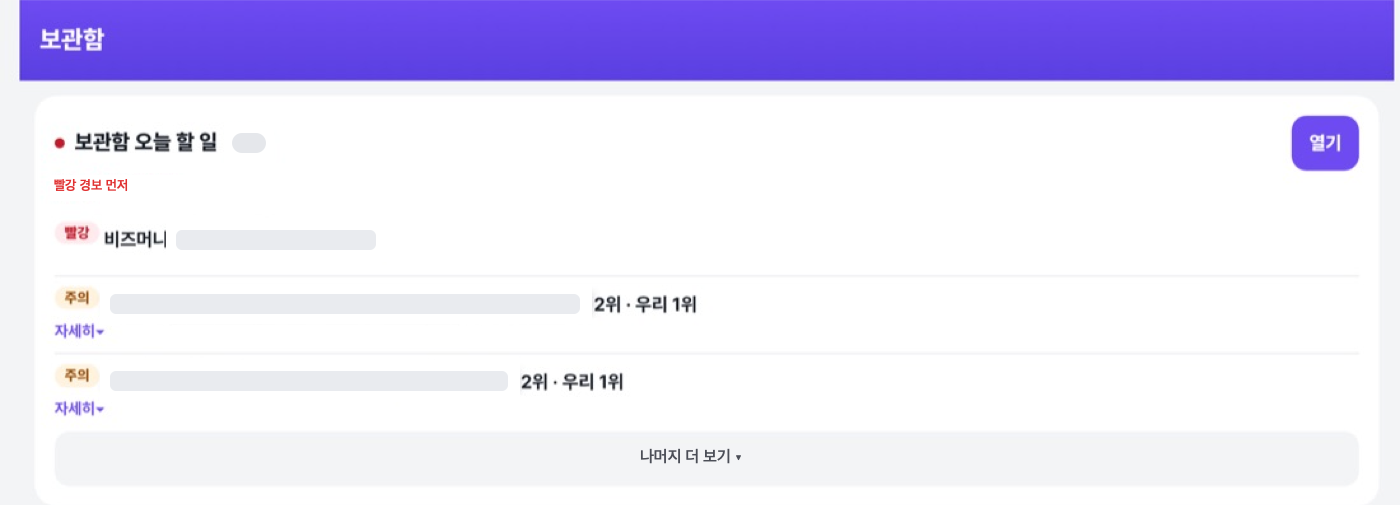 보관함
보관함 오늘 할 일
열기
빨강 경보 먼저
빨강 비즈머니
주의 2위 · 우리 1위
자세히▾
주의 2위 · 우리 1위
자세히▾
나머지 더 보기 ▾